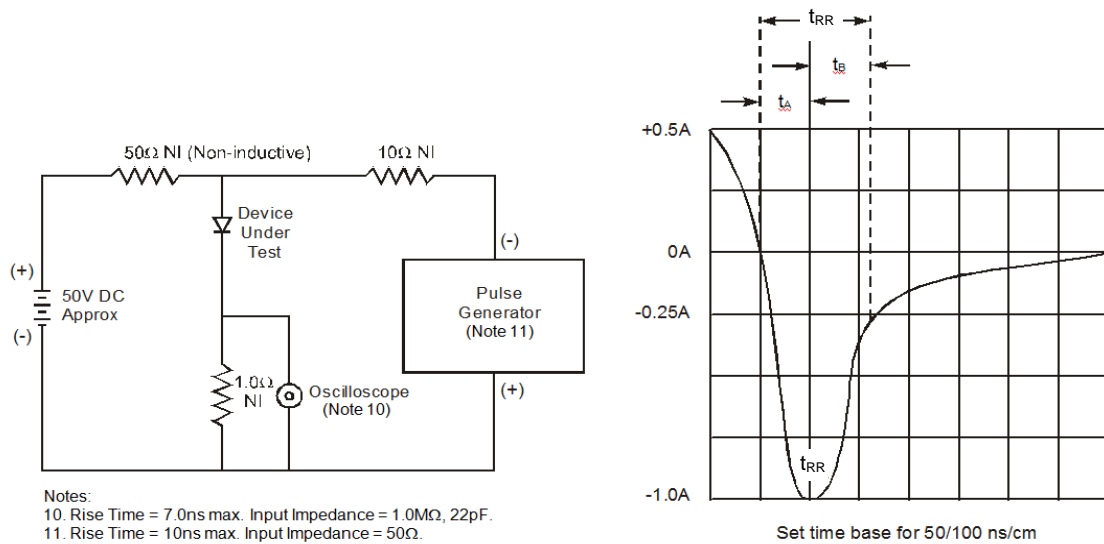 50Ω NI (Non-inductive)
10Ω NI
Device
Under
Test
(+)
50V DC
Approx
(-)
(-)
Pulse
Generator
(Note 11)
(+)
1.0Ω
NI
Oscilloscope
(Note 10)
Notes:
10. Rise Time = 7.0ns max. Input Impedance = 1.0MΩ, 22pF.
11. Rise Time = 10ns max. Input Impedance = 50Ω.
tRR
tB
tA
+0.5A
0A
-0.25A
tRR
-1.0A
Set time base for 50/100 ns/cm